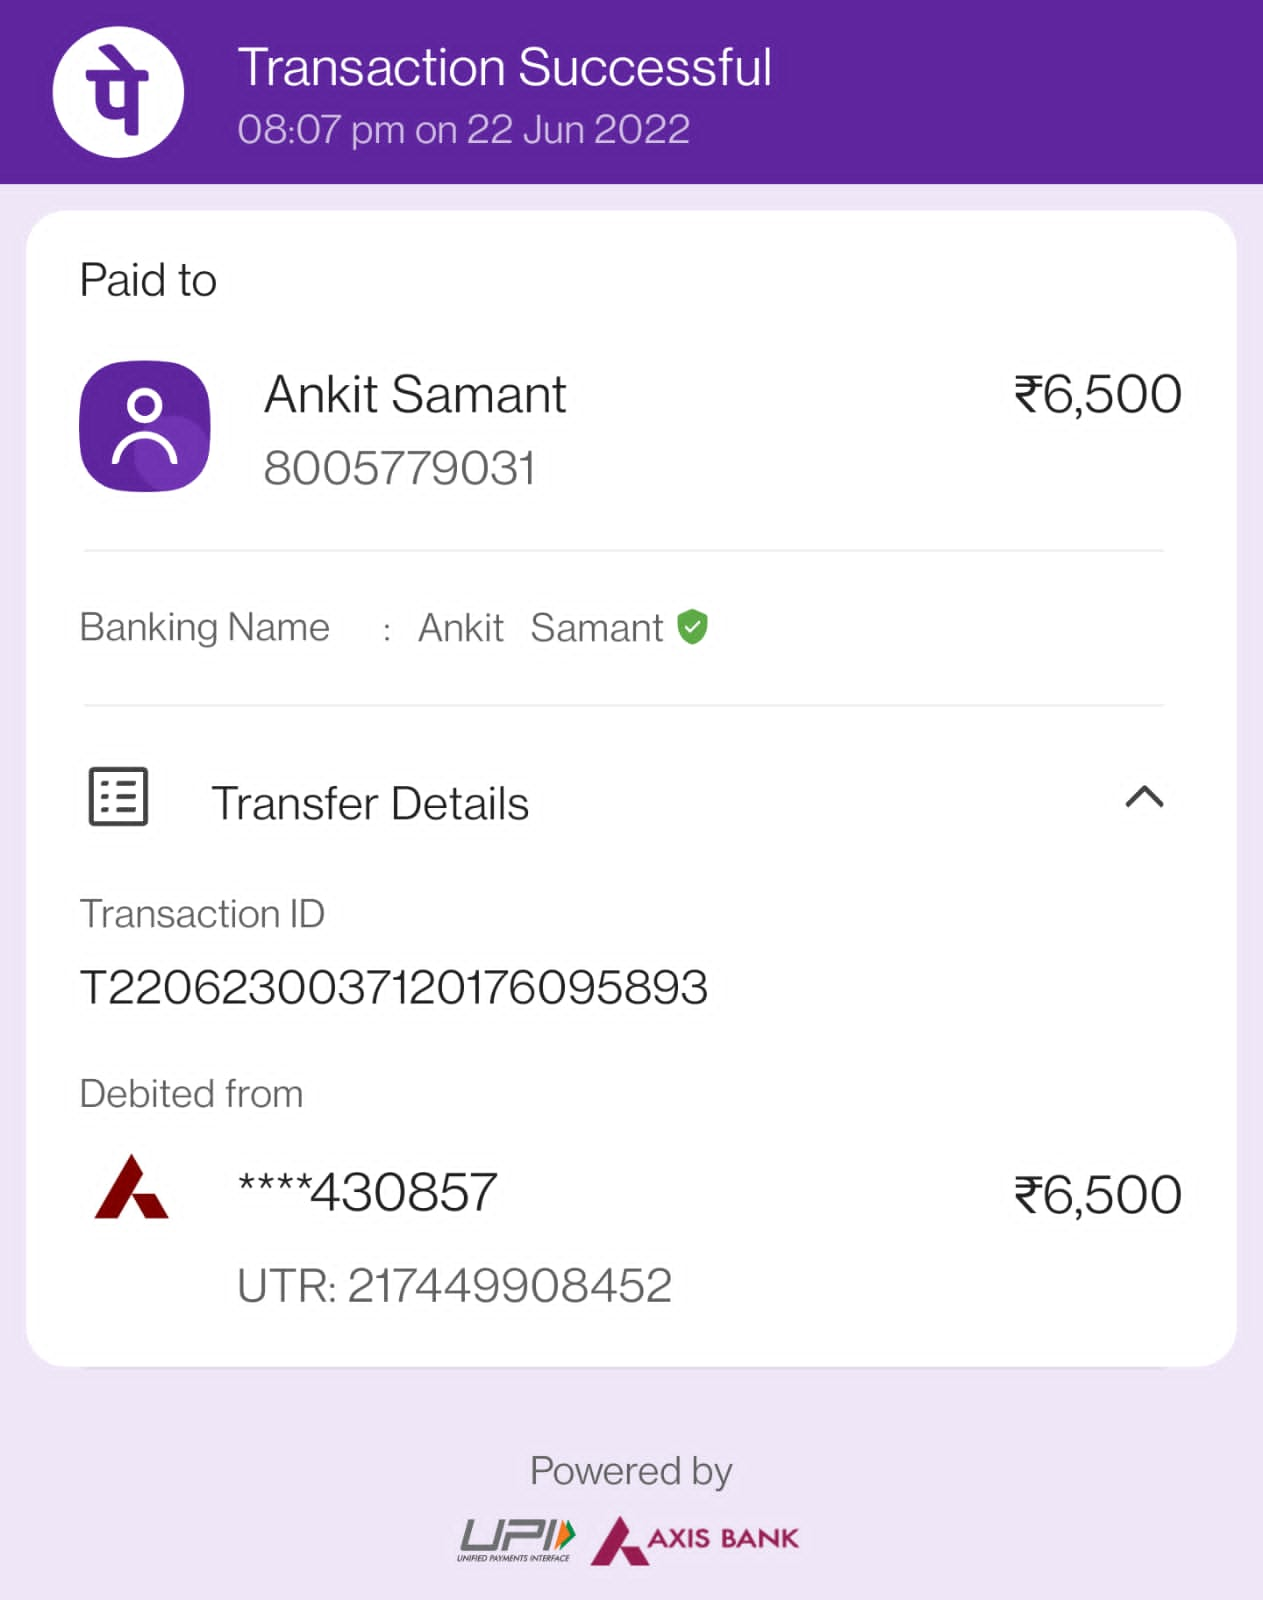 पे
Transaction Successful
08:07 pm on 22 Jun 2022
Paid to
Ankit Samant
₹6,500
8005779031
Banking Name : Ankit Samant
Transfer Details
Transaction ID
T2206230037120176095893
Debited from
****430857
₹6,500
UTR: 217449908452
Powered by
UPI
UNIFIED PAYMENTS INTERFACE
AXIS BANK